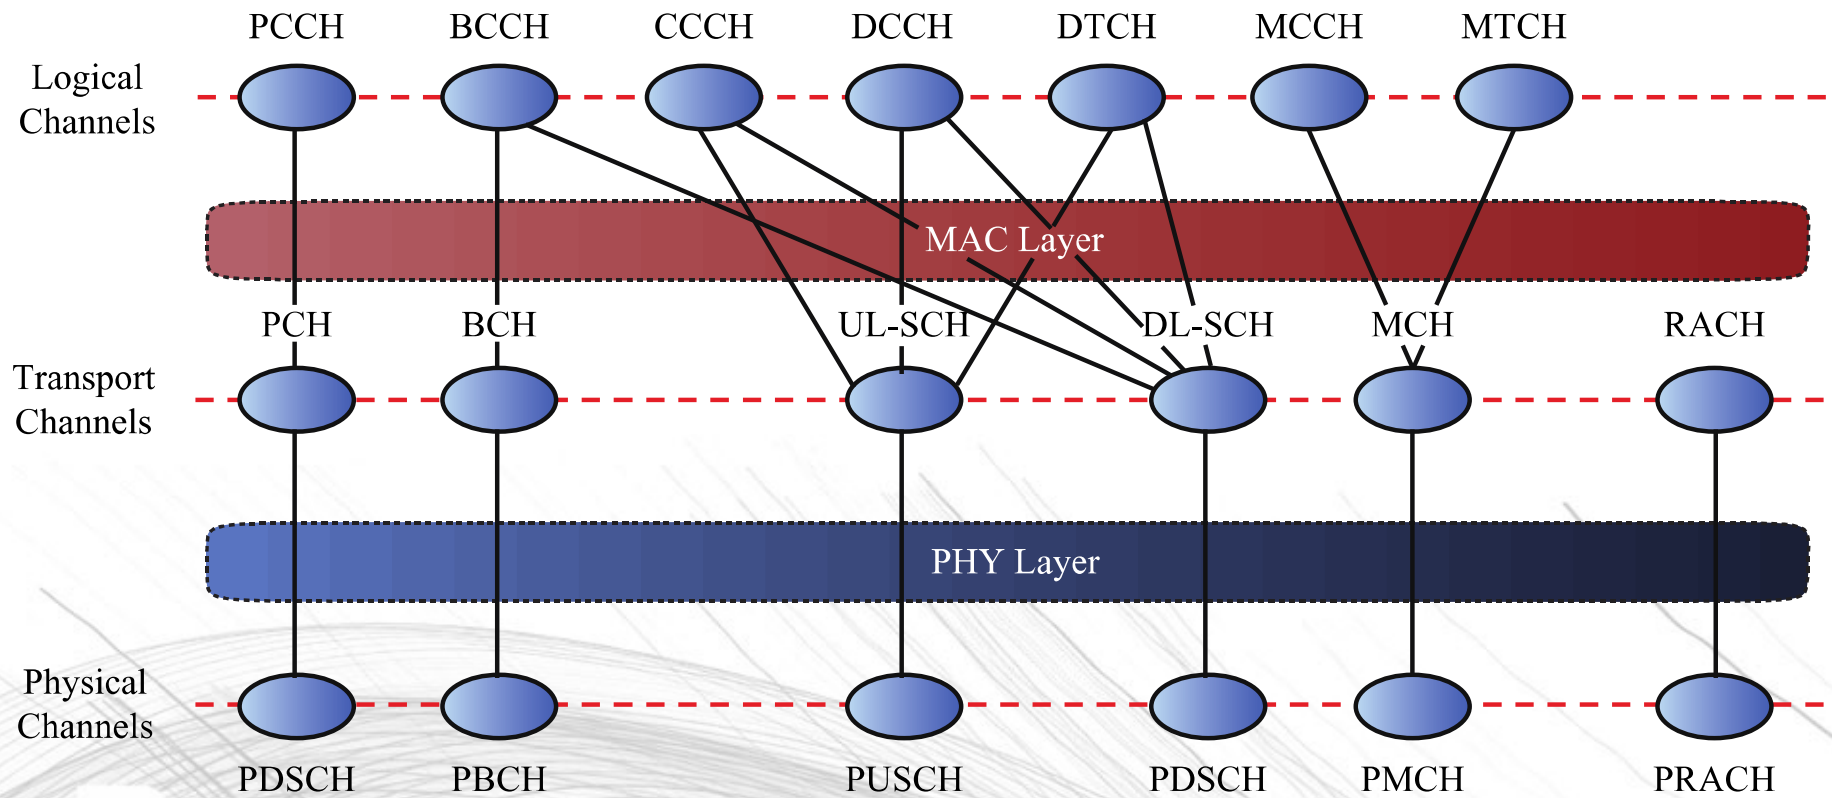 PCCH BCCH CCCH DCCH DTCH MCCH MTCH
Logical
Channels
MAC Layer
PCH BCH UL-SCH DL-SCH MCH RACH
Transport
Channels
PHY Layer
Physical
Channels
PDSCH PBCH PUSCH PDSCH PMCH PRACH